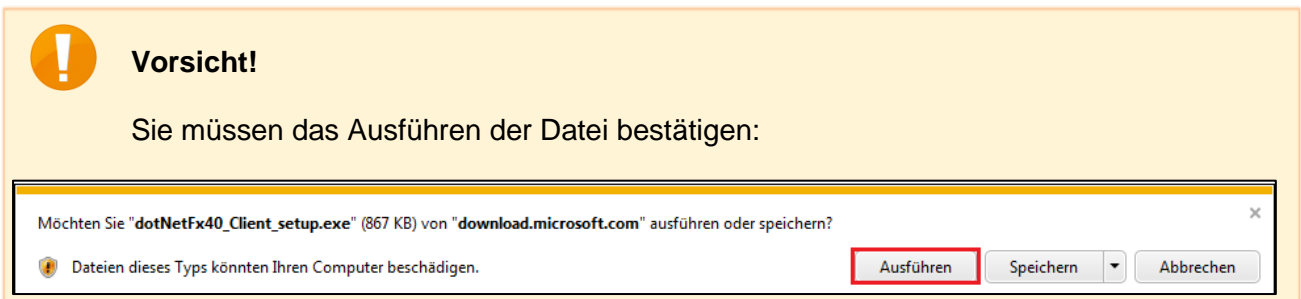 Vorsicht!
Sie müssen das Ausführen der Datei bestätigen:
Möchten Sie "dotNetFx40_Client_setup.exe" (867 KB) von "download.microsoft.com" ausführen oder speichern?
Dateien dieses Typs könnten Ihren Computer beschädigen.
Ausführen
Speichern
Abbrechen